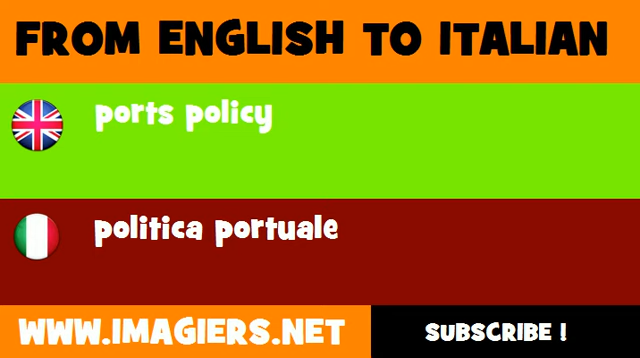 FROM ENGLISH TO ITALIAN
ports policy
politica portuale
WWW.IMAGIERS.NET
SUBSCRIBE !